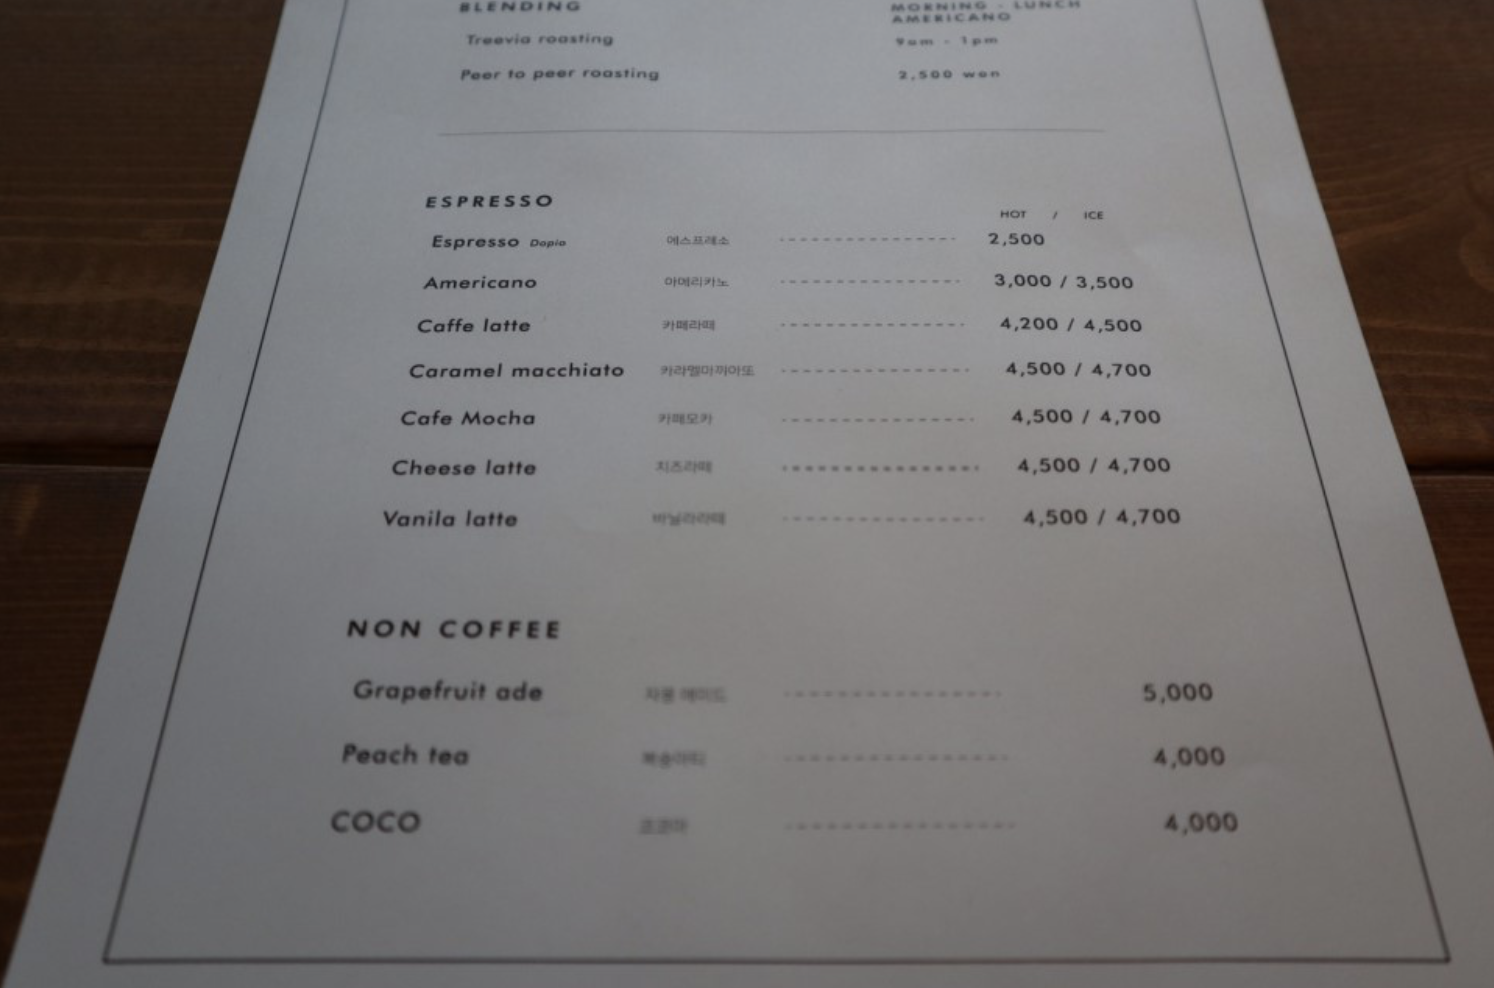 BLENDING
MORNING - LUNCH
AMERICANO
Treevia roasting
9am - 1pm
Peer to peer roasting
2,500 won
ESPRESSO
HOT / ICE
Espresso Dopio 에스프레소 2,500
Americano 아메리카노 3,000 / 3,500
Caffe latte 카페라떼 4,200 / 4,500
Caramel macchiato 카라멜마끼아또 4,500 / 4,700
Cafe Mocha 카페모카 4,500 / 4,700
Cheese latte 치즈라떼 4,500 / 4,700
Vanila latte 바닐라라떼 4,500 / 4,700
NON COFFEE
Grapefruit ade 자몽 에이드 5,000
Peach tea 복숭아티 4,000
COCO 코코아 4,000